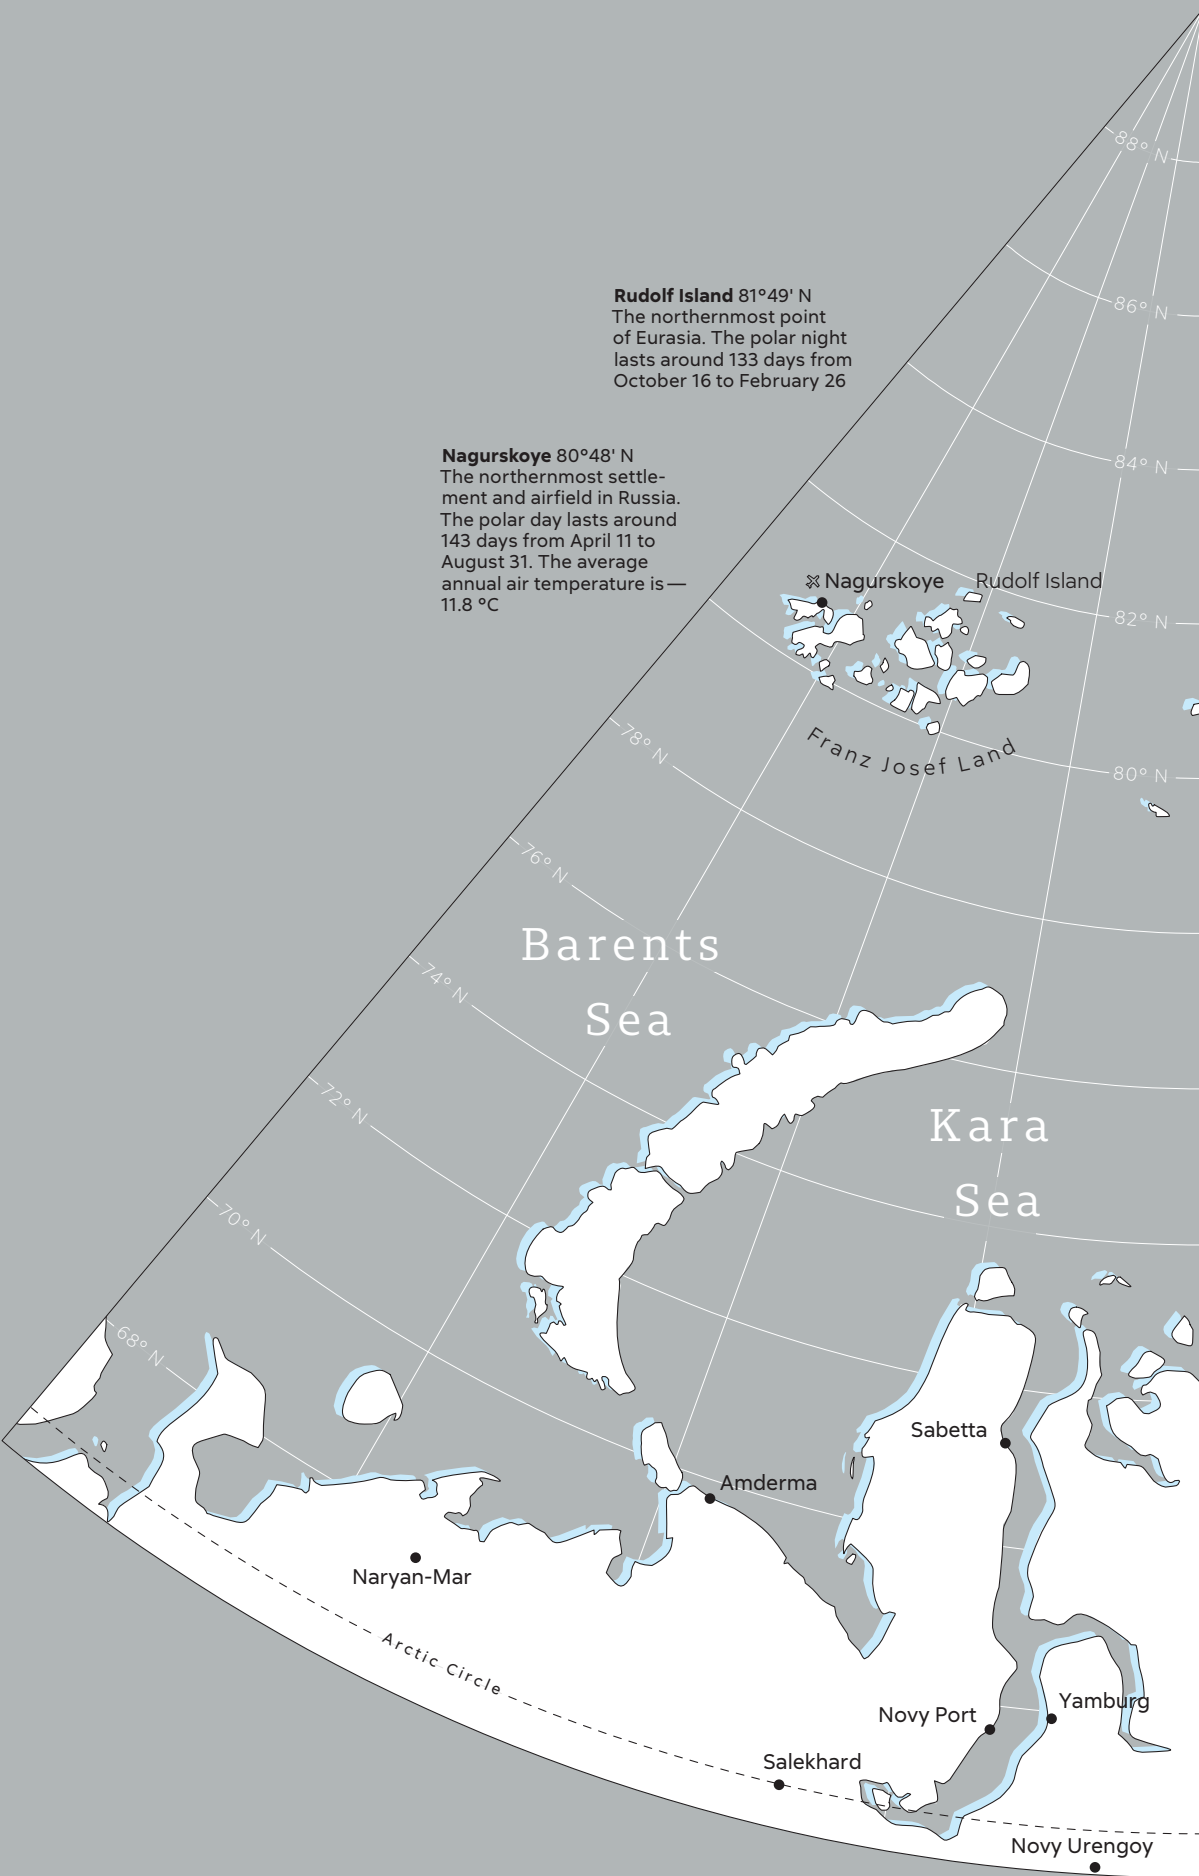 88° N
Rudolf Island 81°49' N
The northernmost point
of Eurasia. The polar night
lasts around 133 days from
October 16 to February 26
86° N
Nagurskoye 80°48' N
The northernmost settle-
ment and airfield in Russia.
The polar day lasts around
143 days from April 11 to
August 31. The average
annual air temperature is —
11.8 °C
84° N
Nagurskoye
Rudolf Island
82° N
Franz Josef Land
78° N
80° N
76° N
Barents
Sea
74° N
72° N
Kara
Sea
70° N
68° N
Sabetta
Amderma
Naryan-Mar
Arctic Circle
Novy Port
Yamburg
Salekhard
Novy Urengoy